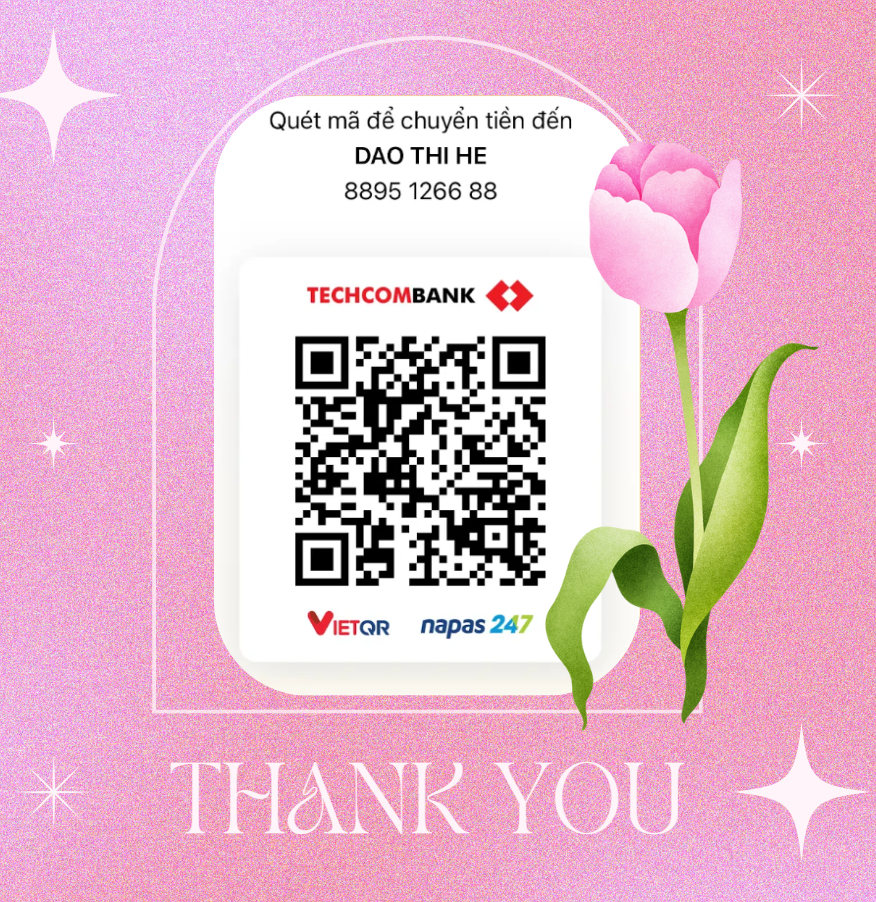 Quét mã để chuyển tiền đến
DAO THI HE
8895 1266 88
TECHCOMBANK
VIETQR
napas 247
THANK YOU